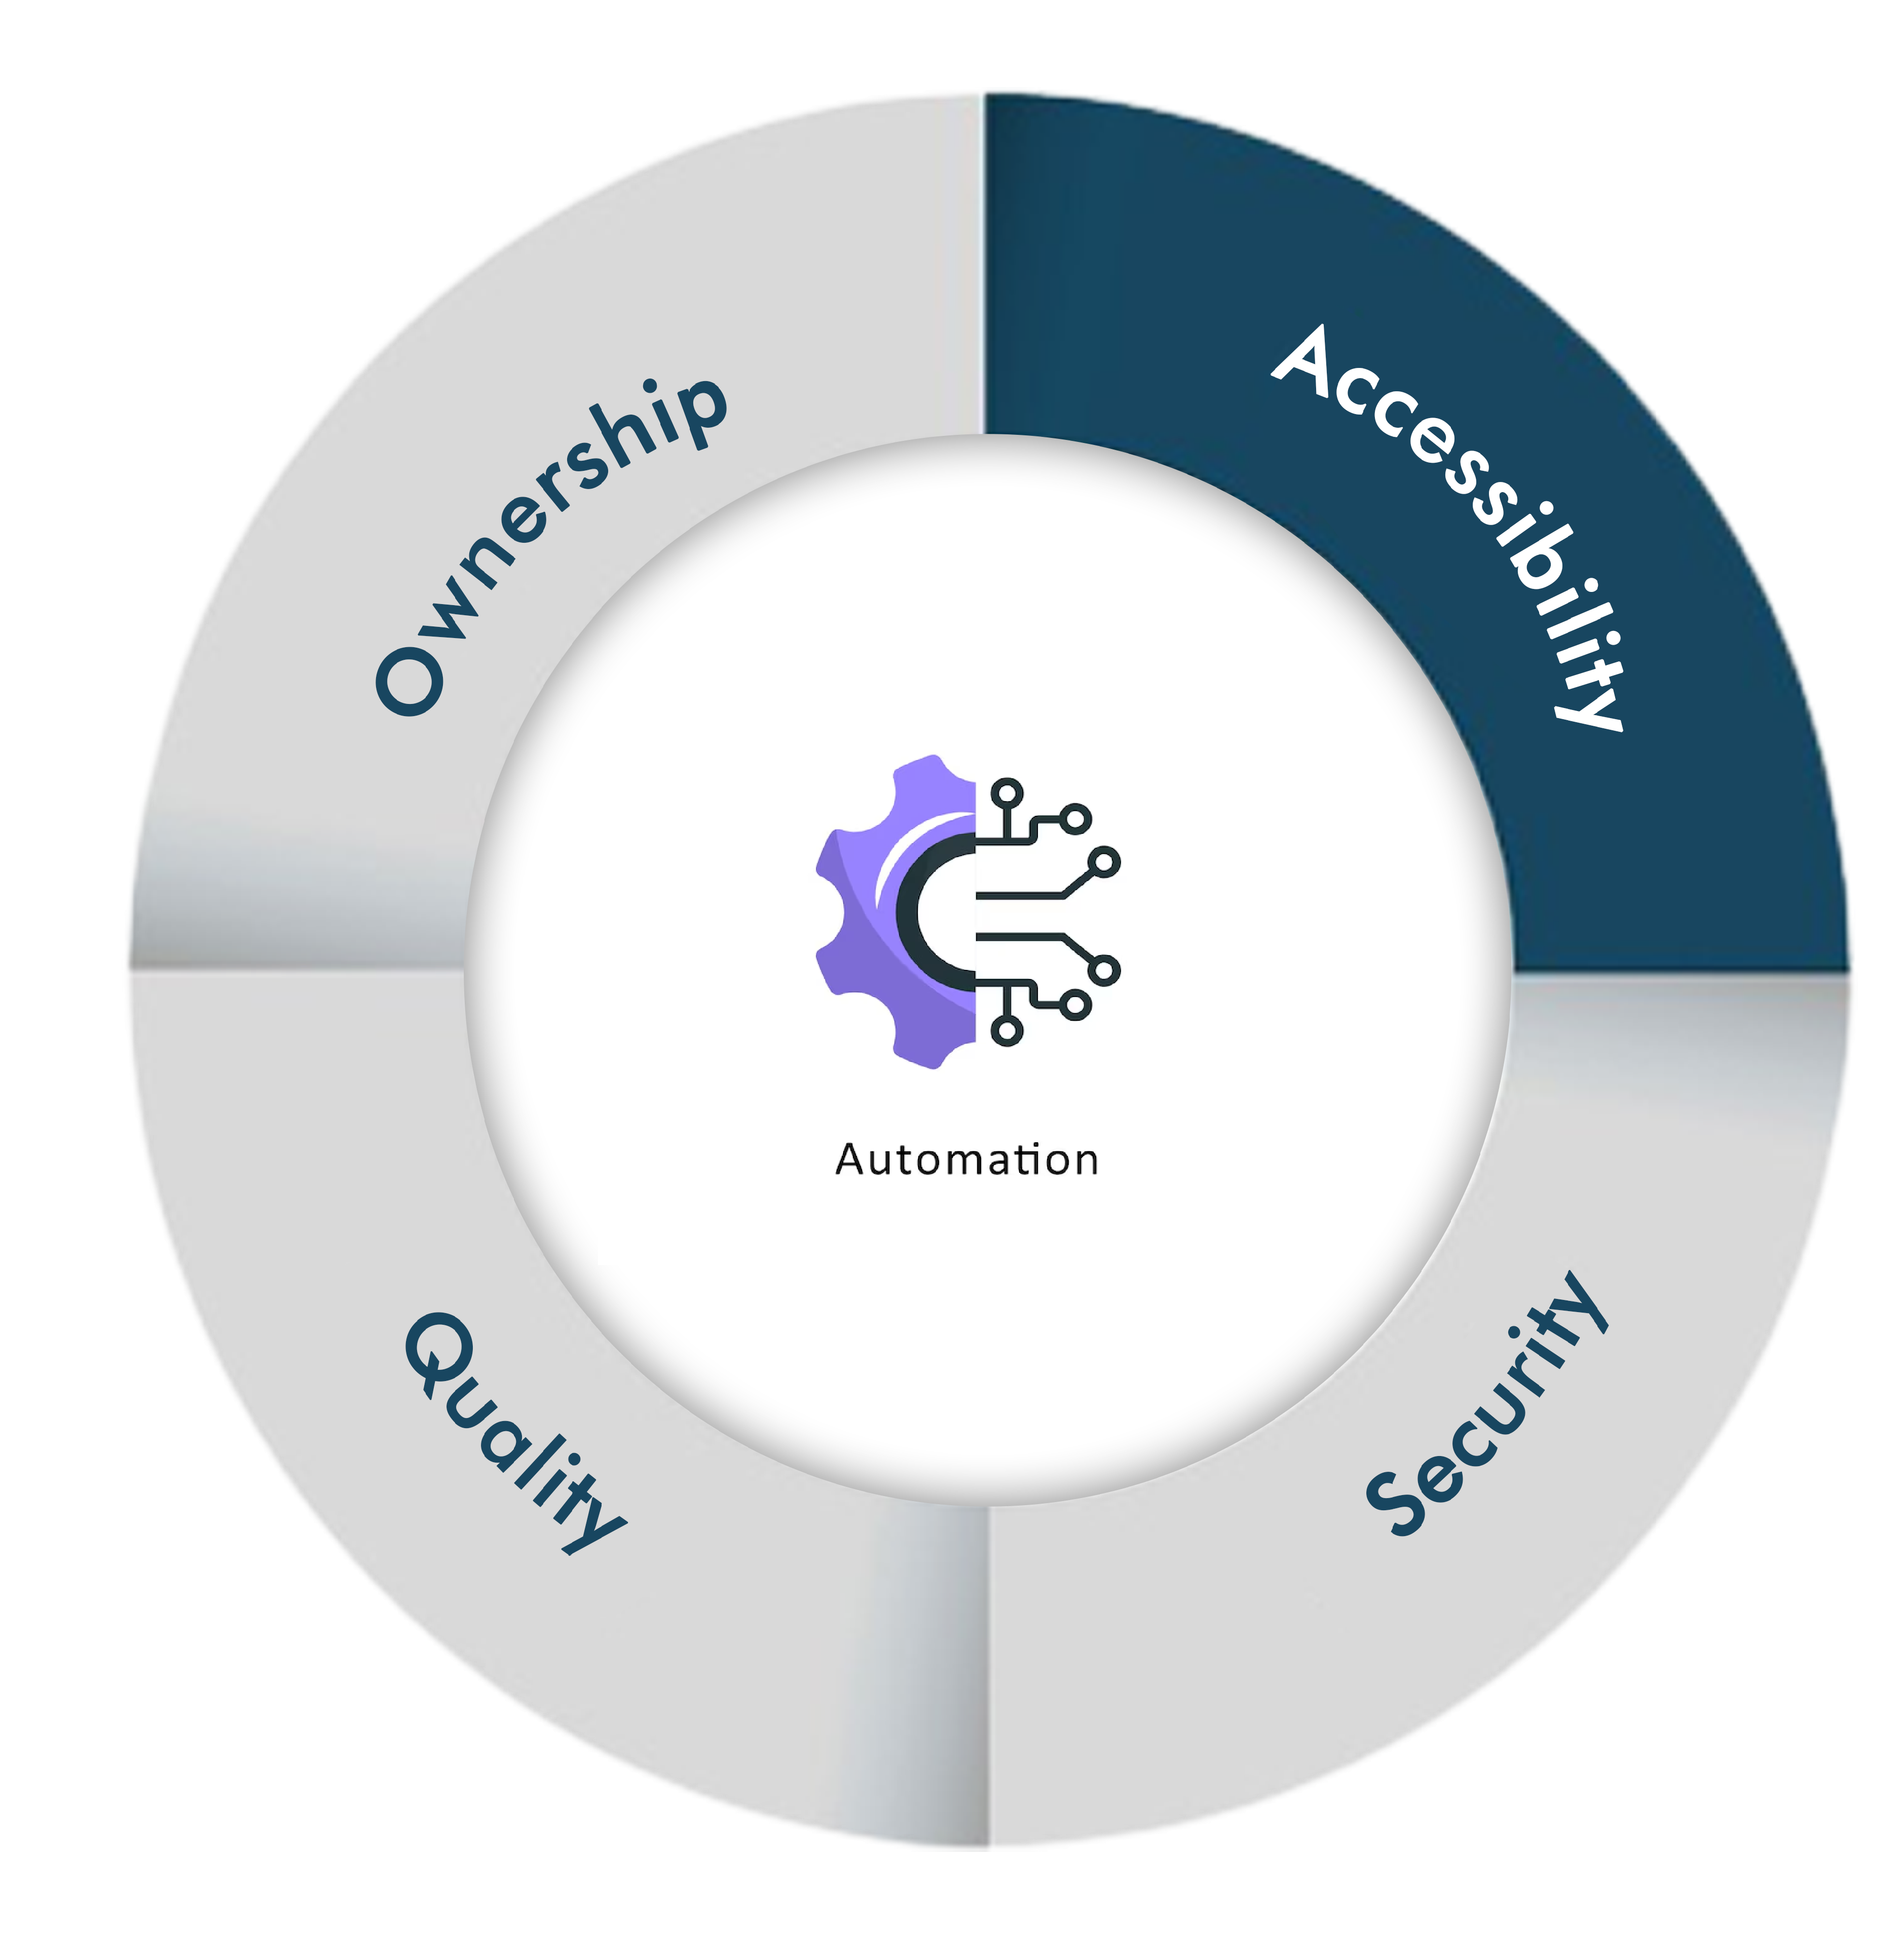 Ownership
Accessibility
Automation
Quality
Security